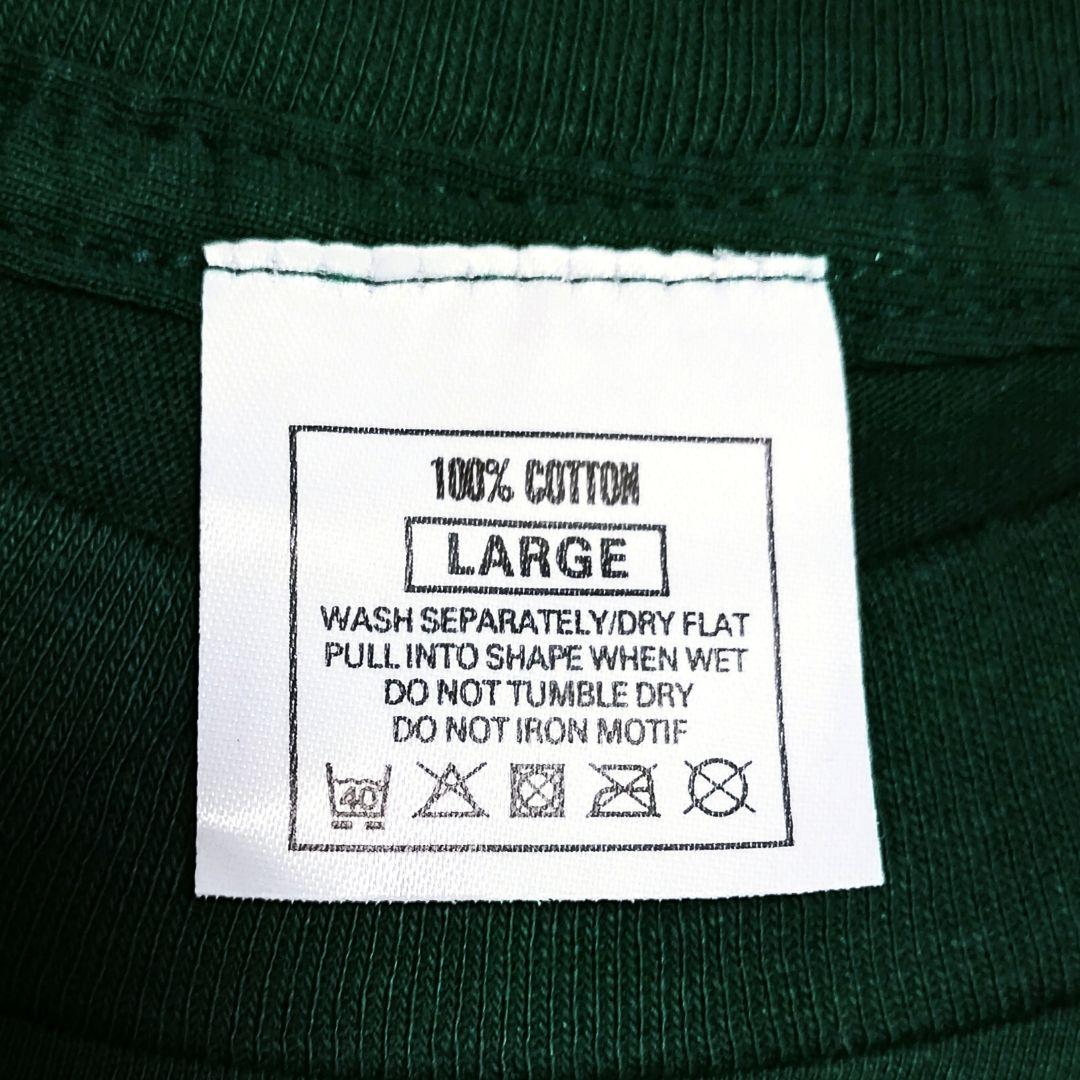 100% COTTON
LARGE
WASH SEPARATELY/DRY FLAT
PULL INTO SHAPE WHEN WET
DO NOT TUMBLE DRY
DO NOT IRON MOTIF
40